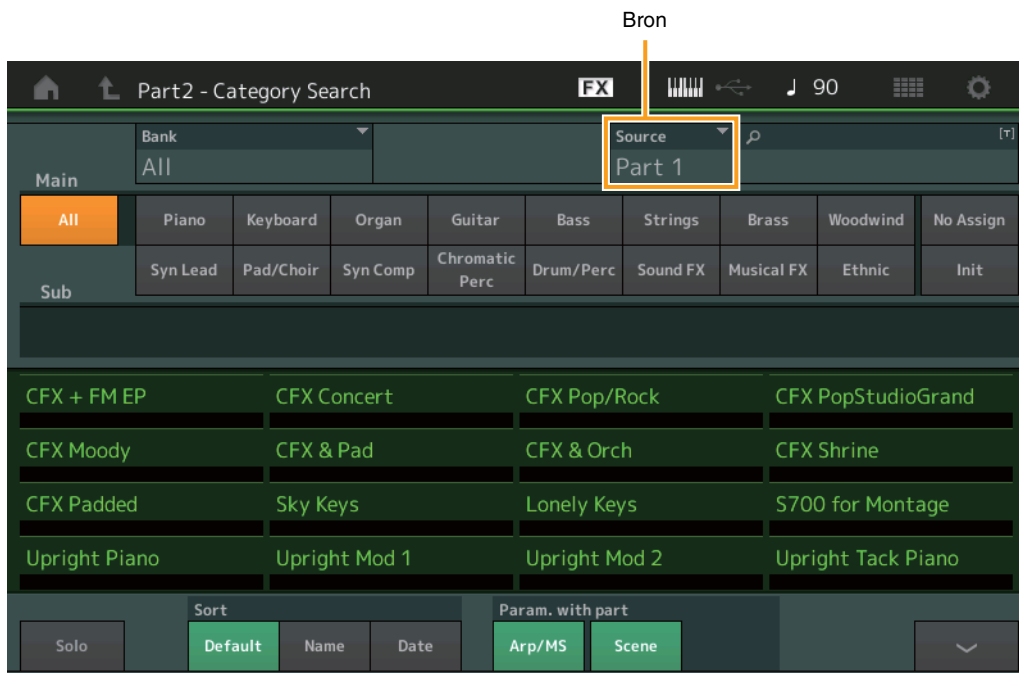 Bron
Part2 - Category Search FX 90
Bank
All
Source
Part 1
[T]
Main
All Piano Keyboard Organ Guitar Bass Strings Brass Woodwind No Assign
Syn Lead Pad/Choir Syn Comp Chromatic Perc Drum/Perc Sound FX Musical FX Ethnic Init
Sub
CFX + FM EP CFX Concert CFX Pop/Rock CFX PopStudioGrand
CFX Moody CFX & Pad CFX & Orch CFX Shrine
CFX Padded Sky Keys Lonely Keys S700 for Montage
Upright Piano Upright Mod 1 Upright Mod 2 Upright Tack Piano
Sort Param. with part
Solo Default Name Date Arp/MS Scene